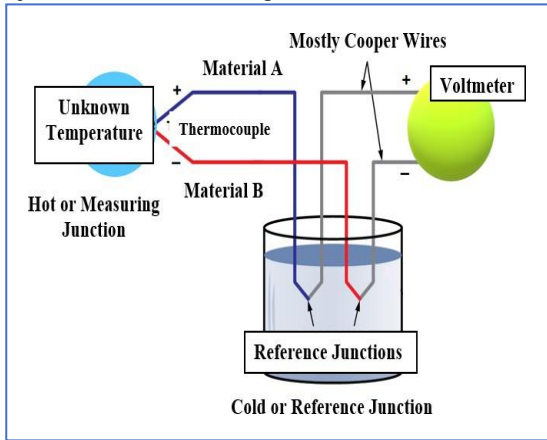 Mostly Cooper Wires
Material A
+
+
Voltmeter
Unknown
Temperature
Thermocouple
−
−
Material B
Hot or Measuring
Junction
Reference Junctions
Cold or Reference Junction